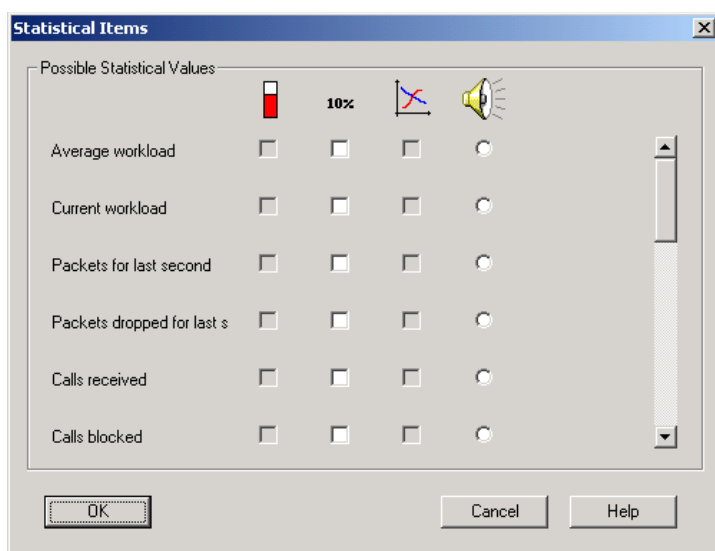 Statistical Items
Possible Statistical Values
10%
Average workload
Current workload
Packets for last second
Packets dropped for last s
Calls received
Calls blocked
OK Cancel Help